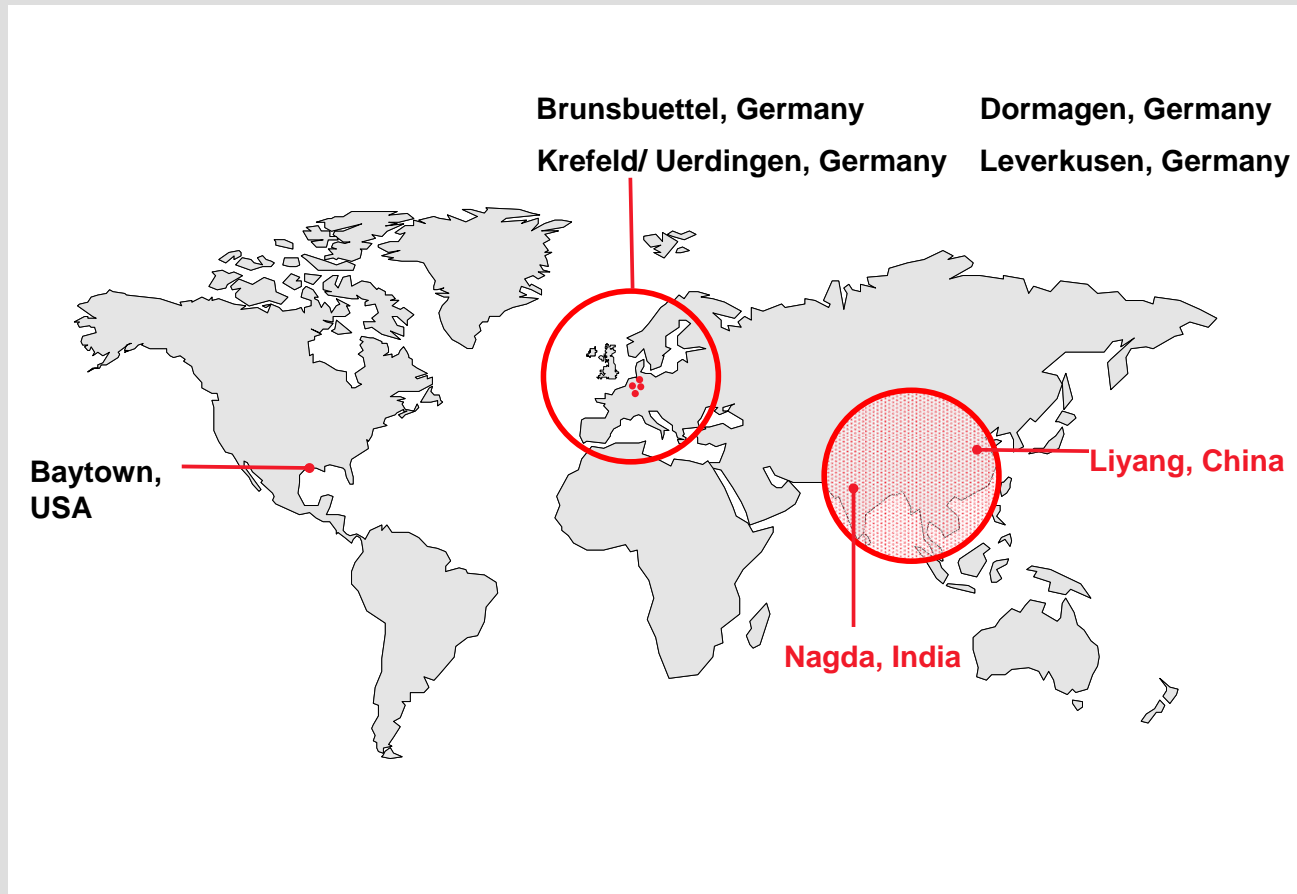 Brunsbuettel, Germany
Dormagen, Germany
Krefeld/ Uerdingen, Germany
Leverkusen, Germany
Baytown,
USA
Liyang, China
Nagda, India